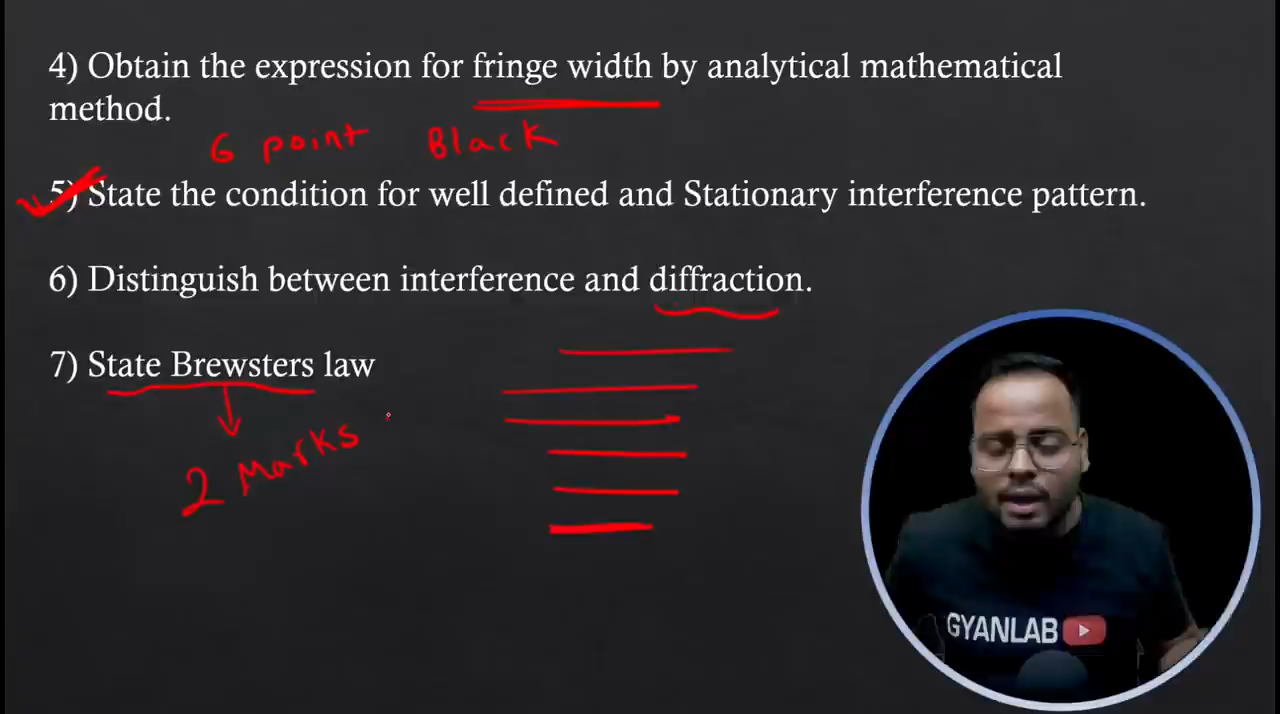 4) Obtain the expression for fringe width by analytical mathematical
method.
6 point Black
5) State the condition for well defined and Stationary interference pattern.
6) Distinguish between interference and diffraction.
7) State Brewsters law
2 Marks
GYANLAB